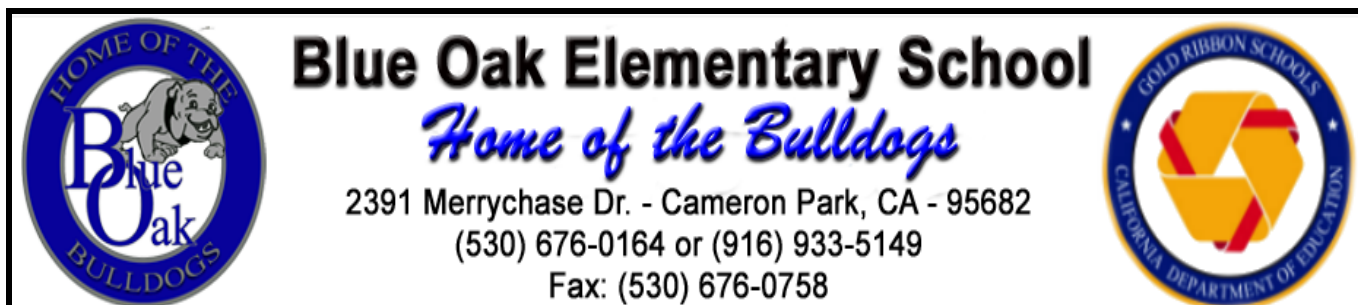 HOME OF THE
Blue
Oak
BULLDOGS
Blue Oak Elementary School
Home of the Bulldogs
2391 Merrychase Dr. - Cameron Park, CA - 95682
(530) 676-0164 or (916) 933-5149
Fax: (530) 676-0758
GOLD RIBBON SCHOOLS
CALIFORNIA DEPARTMENT OF EDUCATION